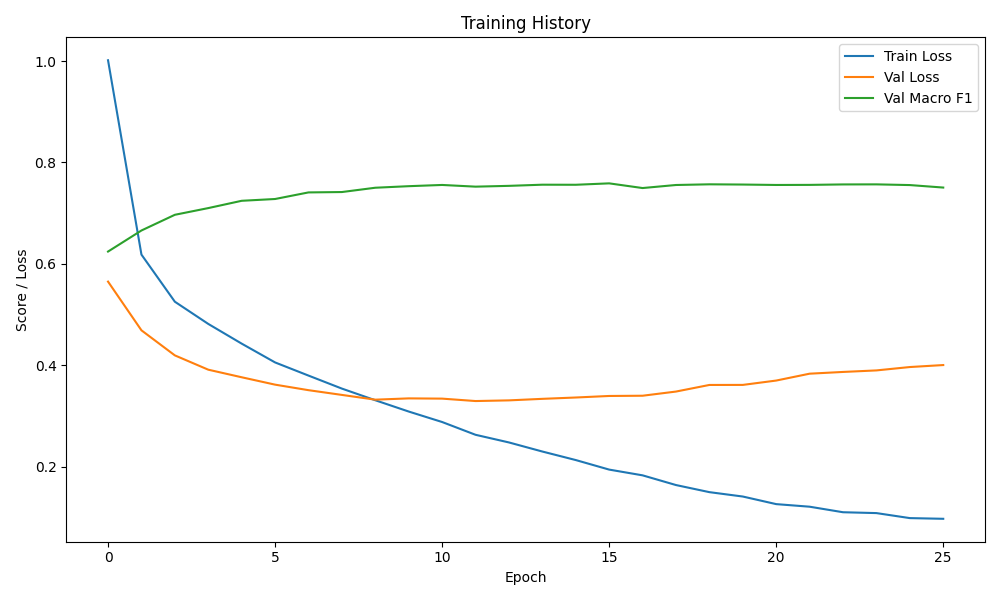 Training History
Train Loss
Val Loss
Val Macro F1
Score / Loss
1.0
0.8
0.6
0.4
0.2
0 5 10 15 20 25
Epoch